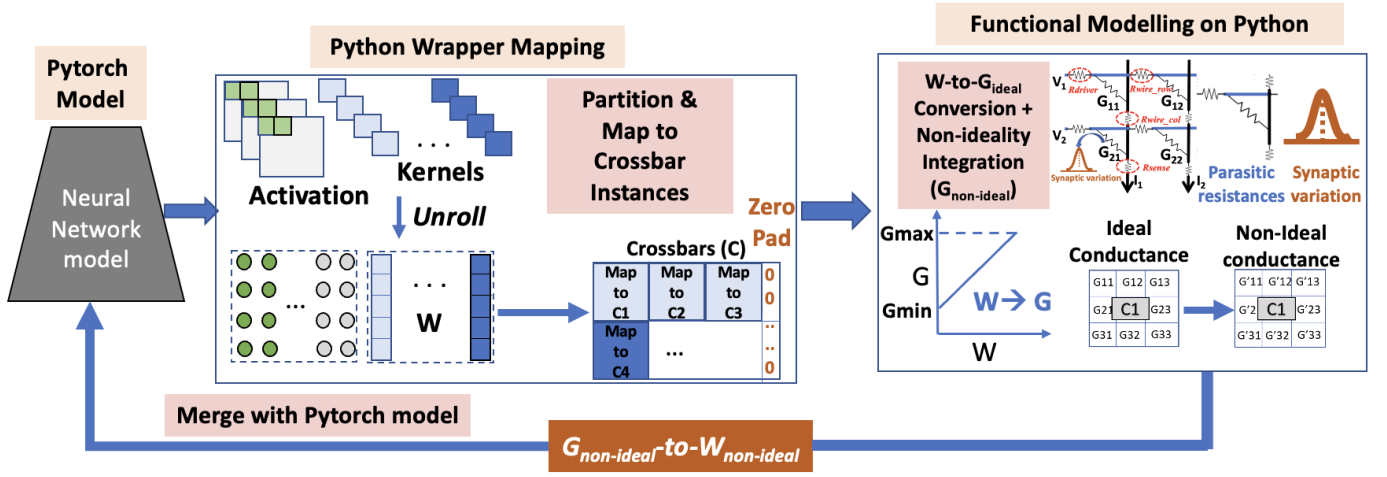 Pytorch
Model
Neural
Network
model
Python Wrapper Mapping
Activation
Kernels
Unroll
...
W
Partition &
Map to
Crossbar
Instances
Zero
Pad
Crossbars (C)
Map
to
C1
Map
to
C2
Map
to
C3
0
0
Map
to
C4
...
0
Functional Modelling on Python
W-to-Gideal
Conversion +
Non-ideality
Integration
(Gnon-ideal)
V1
Rdriver
Rwire_row
G11
G12
Rwire_col
V2
G21
G22
Synaptic variation
Rsense
I1
I2
Parasitic
resistances
Synaptic
variation
Gmax
G
Gmin
W→ G
W
Ideal
Conductance
G11 G12 G13
G21 C1 G23
G31 G32 G33
Non-Ideal
conductance
G'11 G'12 G'13
G'2 C1 G'23
G'31 G'32 G'33
Merge with Pytorch model
Gnon-ideal-to-Wnon-ideal